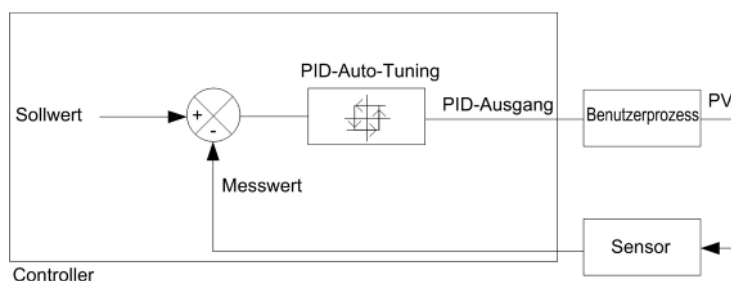 PID-Auto-Tuning
Sollwert
+
-
PID-Ausgang
Benutzerprozess
PV
Messwert
Sensor
Controller